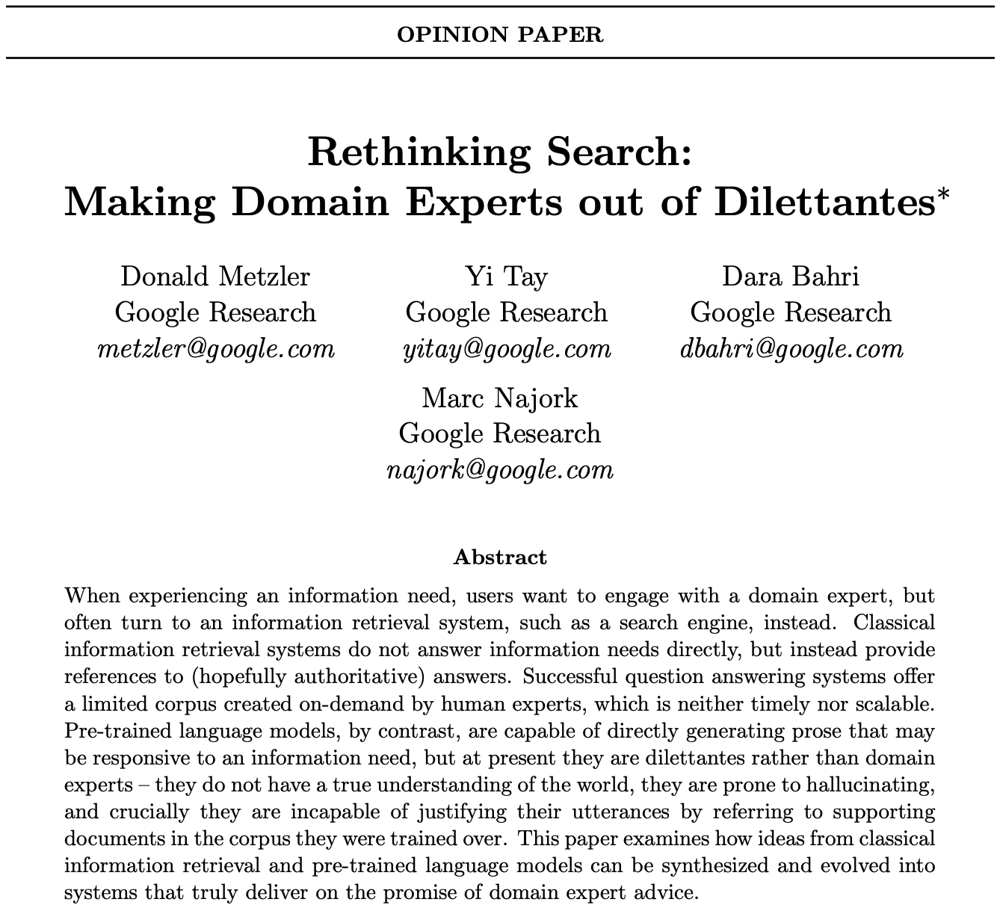 OPINION PAPER
Rethinking Search:
Making Domain Experts out of Dilettantes*
Donald Metzler
Google Research
metzler@google.com
Yi Tay
Google Research
yitay@google.com
Dara Bahri
Google Research
dbahri@google.com
Marc Najork
Google Research
najork@google.com
Abstract
When experiencing an information need, users want to engage with a domain expert, but
often turn to an information retrieval system, such as a search engine, instead. Classical
information retrieval systems do not answer information needs directly, but instead provide
references to (hopefully authoritative) answers. Successful question answering systems offer
a limited corpus created on-demand by human experts, which is neither timely nor scalable.
Pre-trained language models, by contrast, are capable of directly generating prose that may
be responsive to an information need, but at present they are dilettantes rather than domain
experts – they do not have a true understanding of the world, they are prone to hallucinating,
and crucially they are incapable of justifying their utterances by referring to supporting
documents in the corpus they were trained over. This paper examines how ideas from classical
information retrieval and pre-trained language models can be synthesized and evolved into
systems that truly deliver on the promise of domain expert advice.